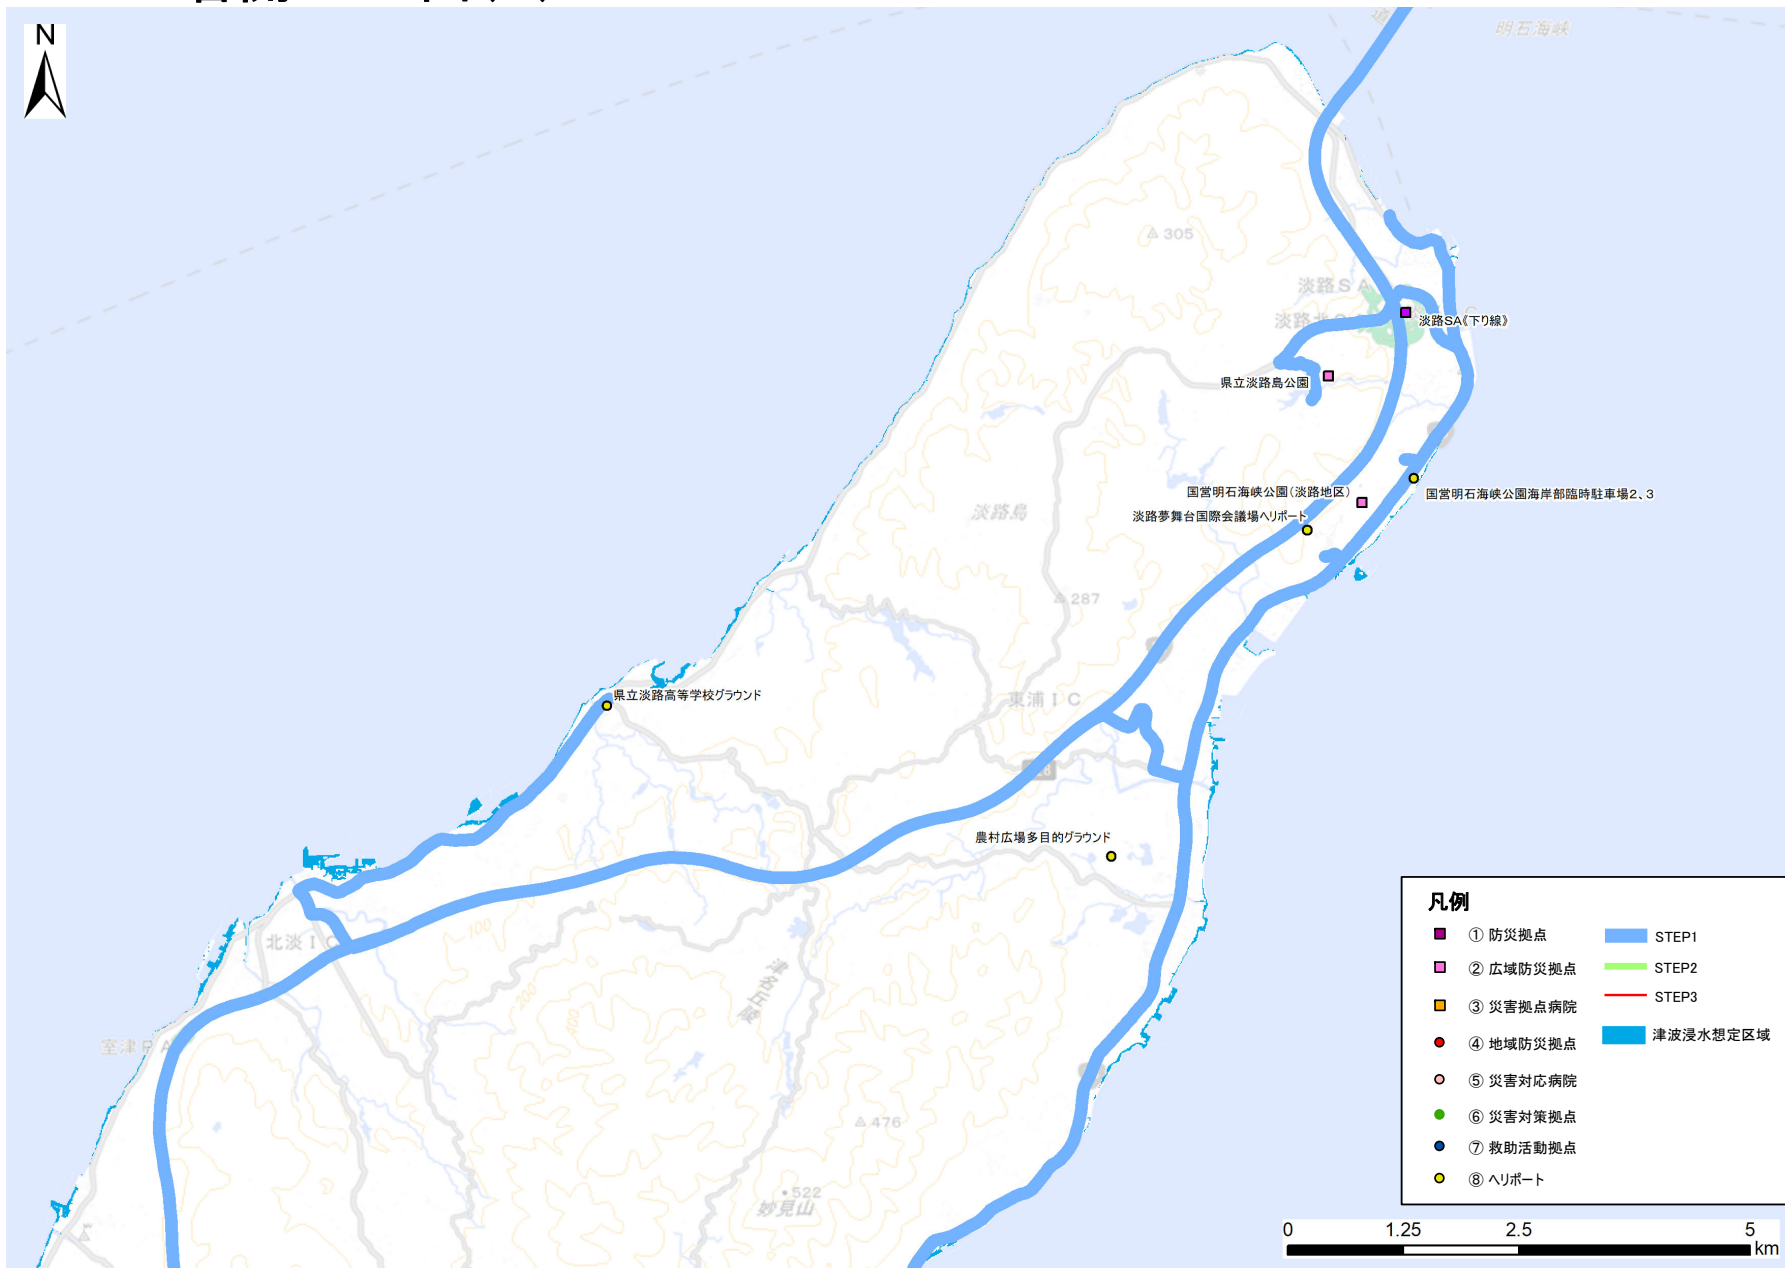 N
明石海峡
道
305
淡路SA
淡路SA《下り線》
県立淡路島公園
国営明石海峡公園(淡路地区)
国営明石海峡公園海岸部臨時駐車場2、3
淡路島
淡路夢舞台国際会議場ヘリポート
287
県立淡路高等学校グラウンド
東浦IC
農村広場多目的グラウンド
北淡IC
100
200
400
津名丘陵
室津PA
476
522
妙見山
凡例
① 防災拠点
② 広域防災拠点
③ 災害拠点病院
④ 地域防災拠点
⑤ 災害対応病院
⑥ 災害対策拠点
⑦ 救助活動拠点
⑧ ヘリポート
STEP1
STEP2
STEP3
津波浸水想定区域
0 1.25 2.5 5
km